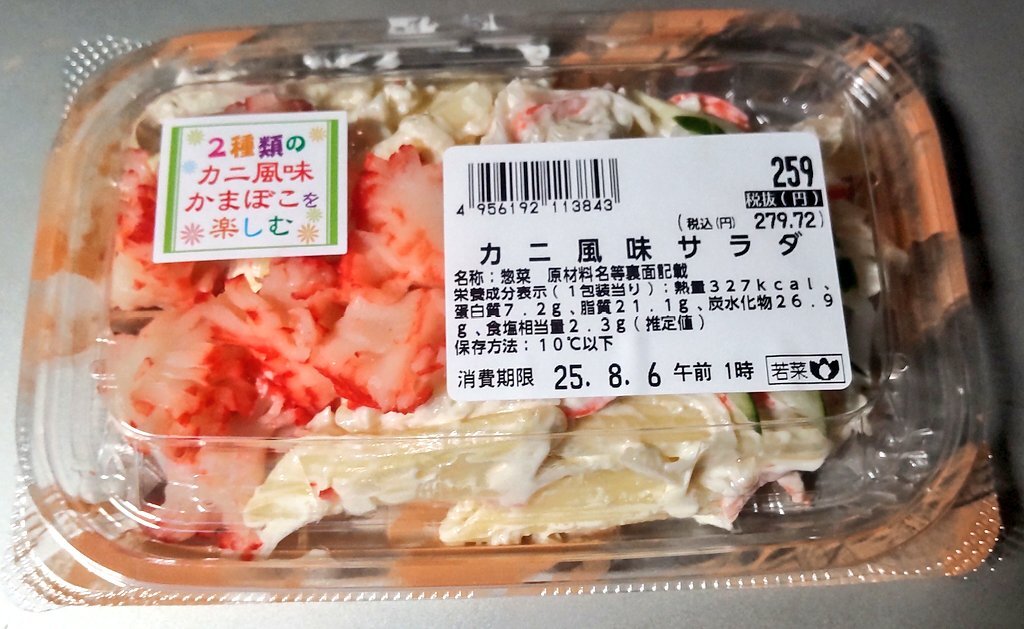 2種類の
カニ風味
かまぼこを
楽しむ
4 956192 113843
259
税抜(円)
(税込(円) 279.72)
カニ風味サラダ
名称:惣菜 原材料名等裏面記載
栄養成分表示(1包装当り):熱量327kcal、
蛋白質7.2g、脂質21.1g、炭水化物26.9
g、食塩相当量2.3g(推定値)
保存方法:10℃以下
消費期限 25. 8. 6 午前 1時
若菜